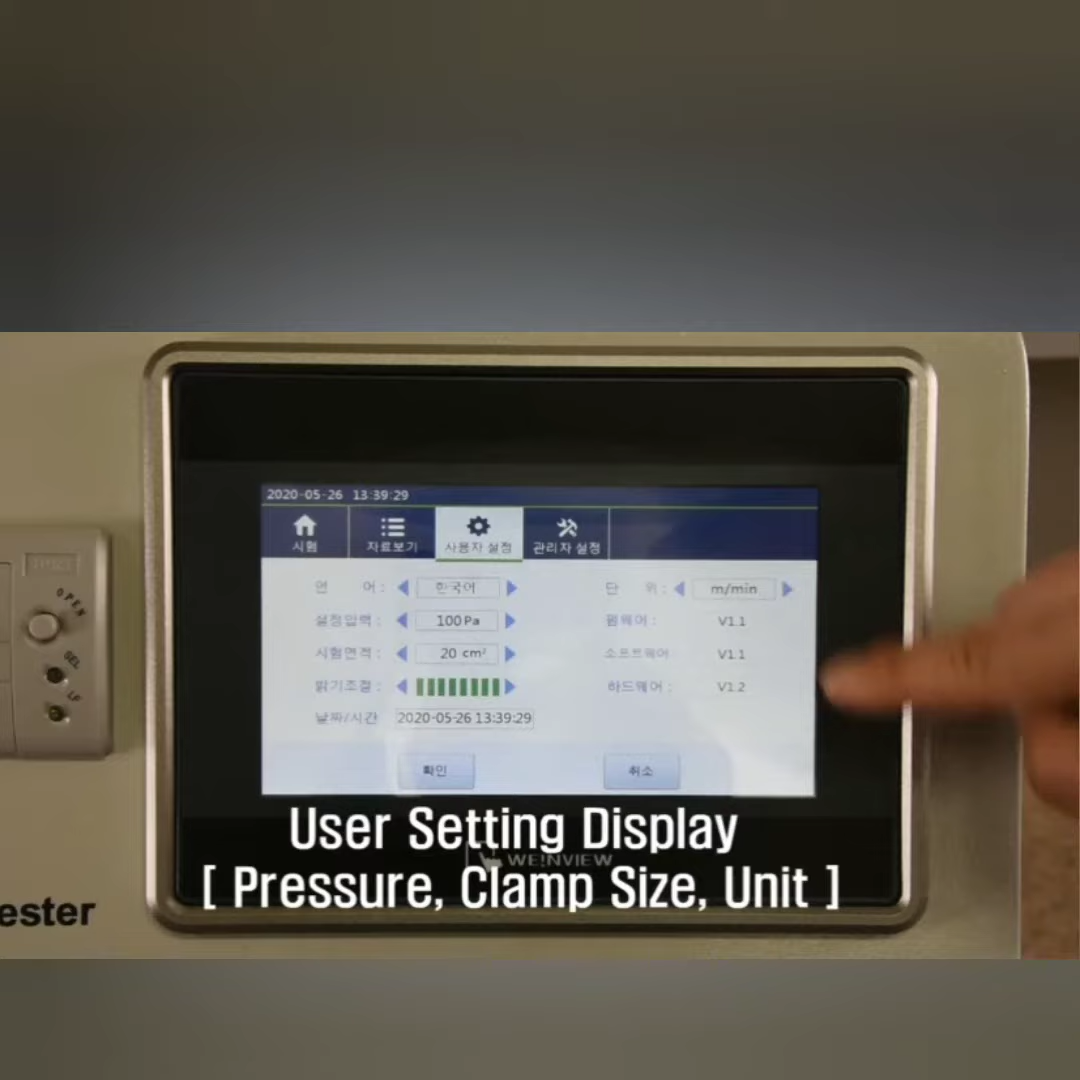 2020-05-26 13:39:29
시험 자료보기 사용자 설정 관리자 설정
언 어 : 한국어 단 위 : m/min
설정압력 : 100 Pa 펌웨어 : V1.1
시험면적 : 20 cm² 소프트웨어 V1.1
밝기조절 : 하드웨어 : V1.2
날짜/시간 2020-05-26 13:39:29
확인 취소
OPEN
SEL
LP
User Setting Display
WEINVIEW
[ Pressure, Clamp Size, Unit ]
ester